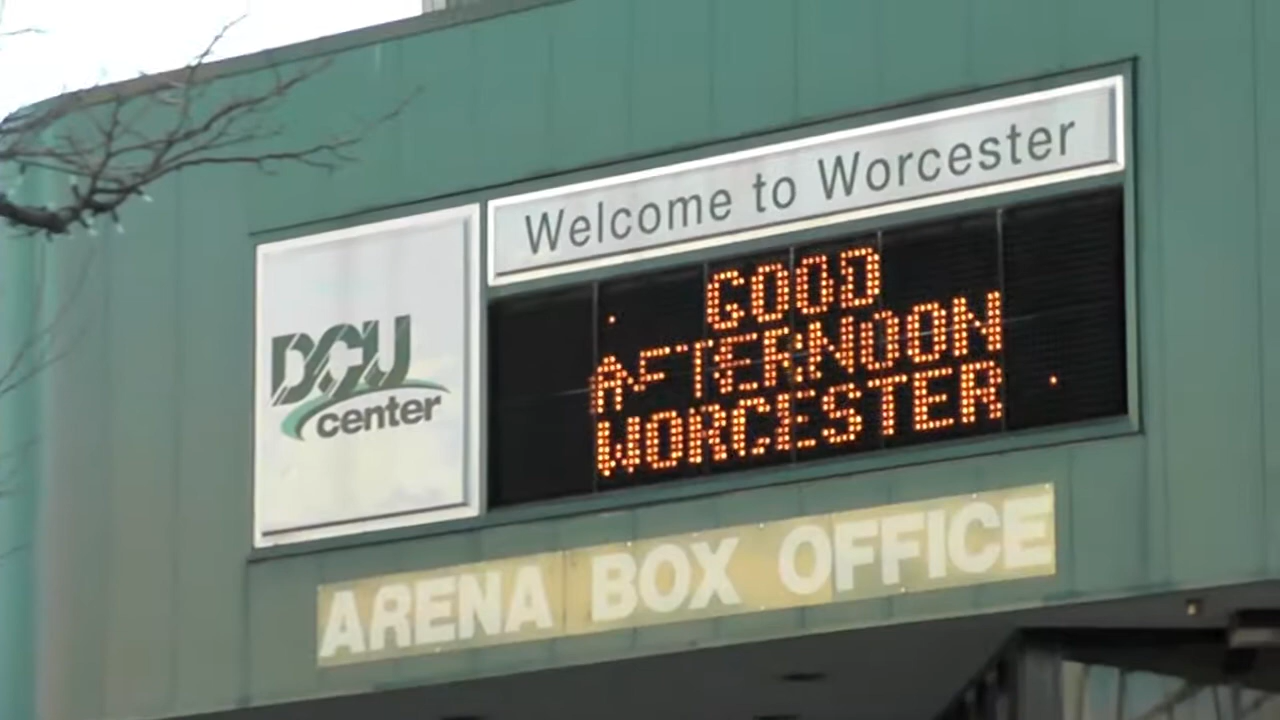 Welcome to Worcester
DCU
center
GOOD
AFTERNOON
WORCESTER
ARENA BOX OFFICE